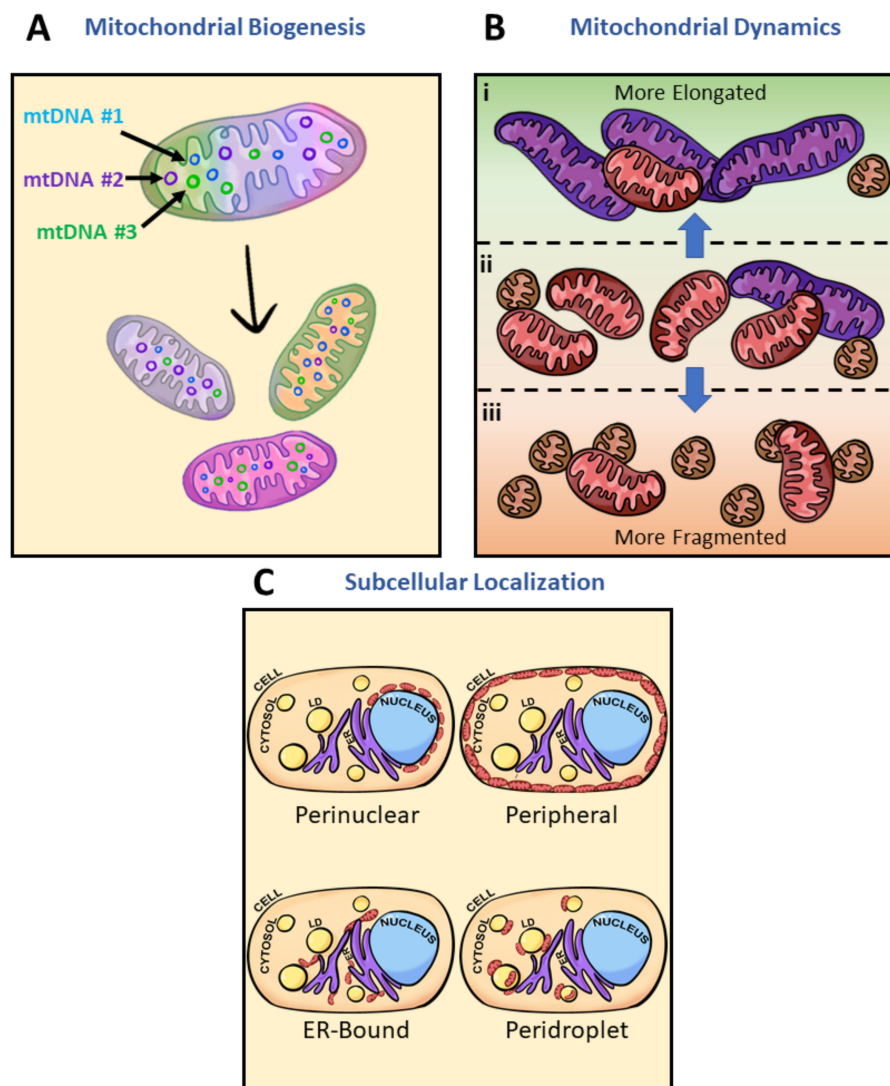 A Mitochondrial Biogenesis
mtDNA #1
mtDNA #2
mtDNA #3
B Mitochondrial Dynamics
i More Elongated
ii
iii
More Fragmented
C Subcellular Localization
CELL
CYTOSOL
LD
ER
NUCLEUS
Perinuclear
CELL
CYTOSOL
LD
ER
NUCLEUS
Peripheral
CELL
CYTOSOL
LD
ER
NUCLEUS
ER-Bound
CELL
CYTOSOL
LD
ER
NUCLEUS
Peridroplet